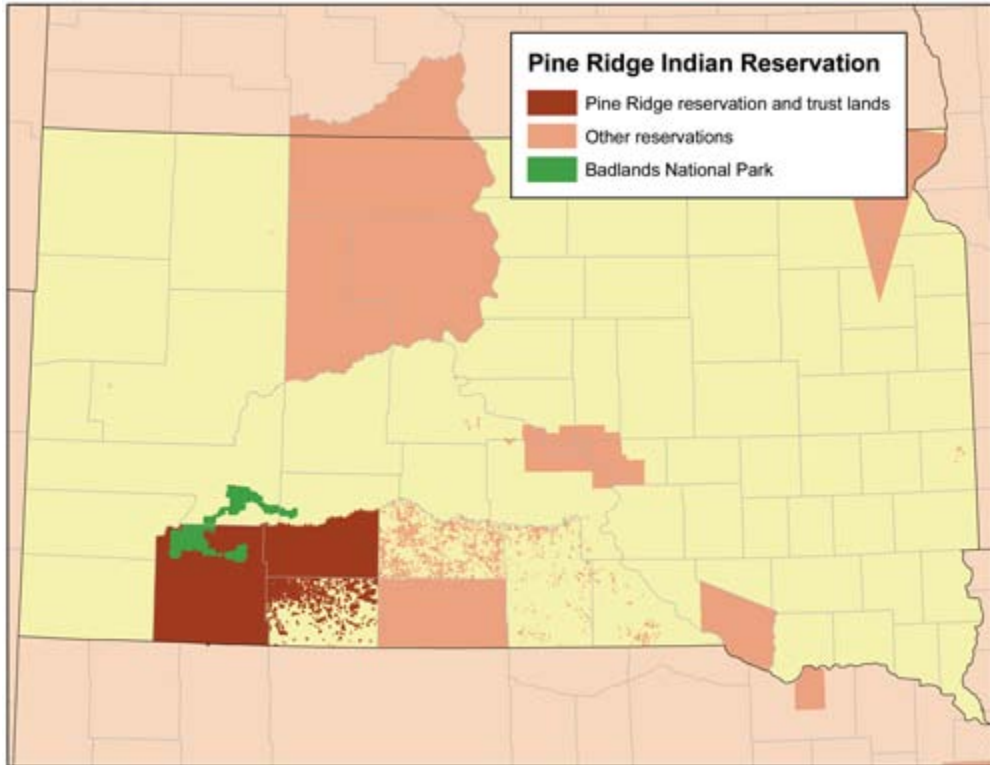 Pine Ridge Indian Reservation
Pine Ridge reservation and trust lands
Other reservations
Badlands National Park